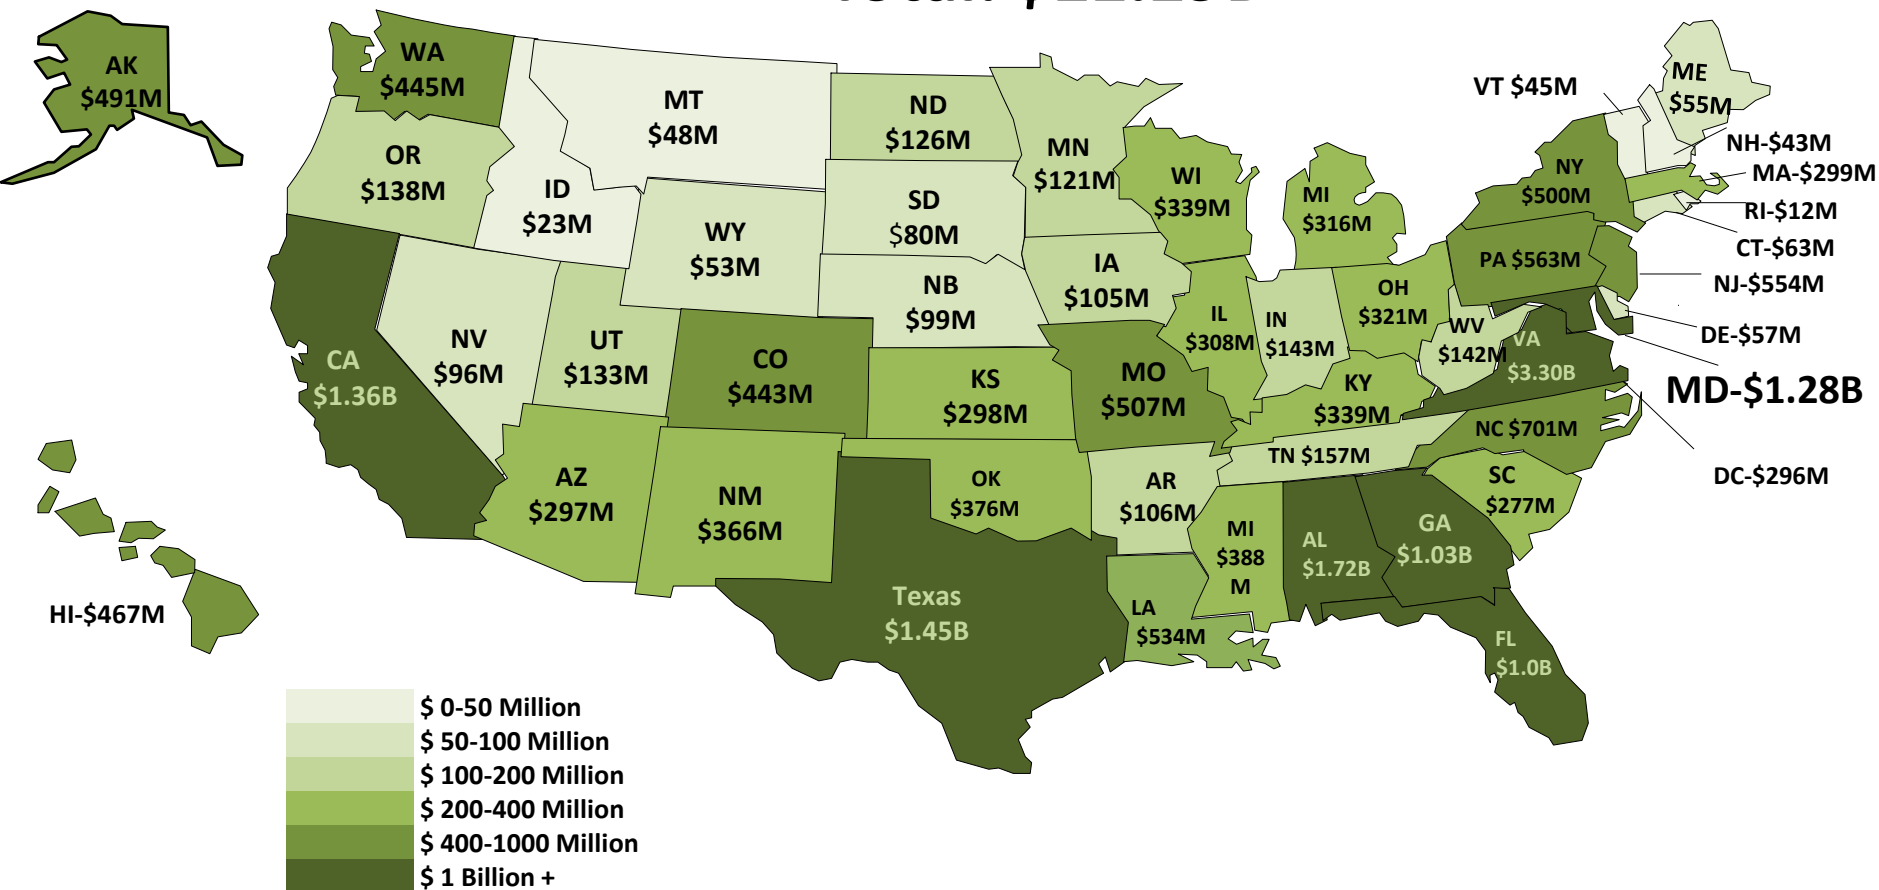 AK
$491M
WA
$445M
MT
$48M
ND
$126M
MN
$121M
VT $45M
ME
$55M
NH-$43M
MA-$299M
RI-$12M
CT-$63M
NJ-$554M
DE-$57M
MD-$1.28B
DC-$296M
OR
$138M
ID
$23M
WY
$53M
SD
$80M
NB
$99M
IA
$105M
WI
$339M
MI
$316M
NY
$500M
PA $563M
OH
$321M
IN
$143M
IL
$308M
WV
$142M
VA
$3.30B
KY
$339M
NC $701M
TN $157M
SC
$277M
CA
$1.36B
NV
$96M
UT
$133M
CO
$443M
KS
$298M
MO
$507M
AZ
$297M
NM
$366M
OK
$376M
AR
$106M
MI
$388
M
AL
$1.72B
GA
$1.03B
LA
$534M
FL
$1.0B
Texas
$1.45B
HI-$467M
$ 0-50 Million
$ 50-100 Million
$ 100-200 Million
$ 200-400 Million
$ 400-1000 Million
$ 1 Billion +